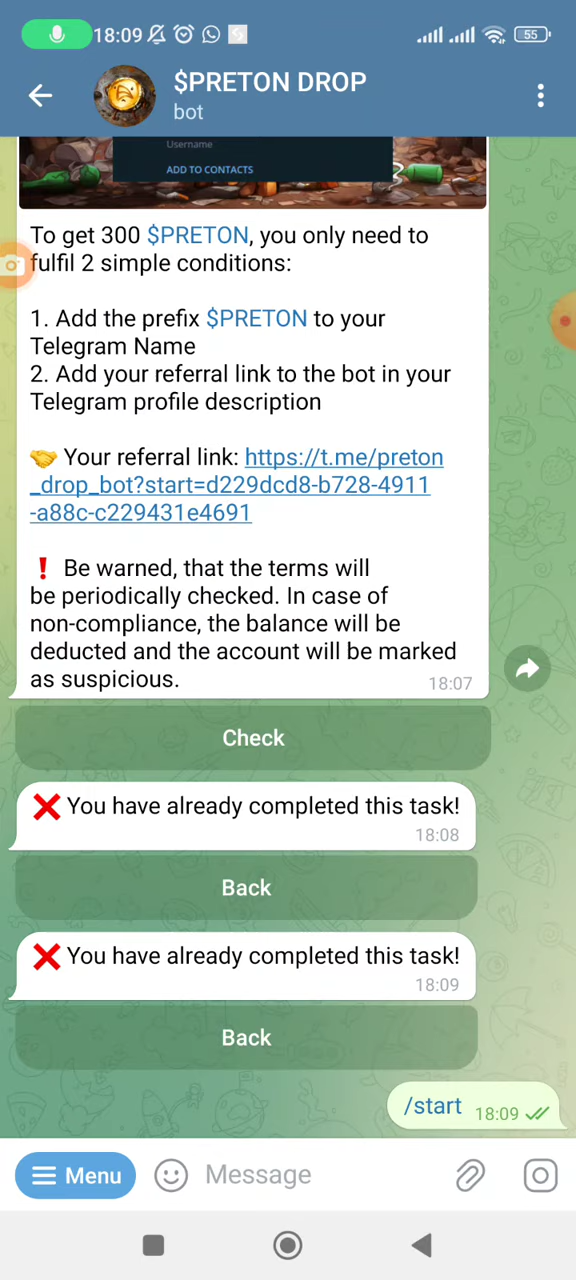 18:09
55
$PRETON DROP
bot
Username
ADD TO CONTACTS
To get 300 $PRETON, you only need to
fulfil 2 simple conditions:
1. Add the prefix $PRETON to your
Telegram Name
2. Add your referral link to the bot in your
Telegram profile description
🤝 Your referral link: https://t.me/preton
_drop_bot?start=d229dcd8-b728-4911
-a88c-c229431e4691
❗ Be warned, that the terms will
be periodically checked. In case of
non-compliance, the balance will be
deducted and the account will be marked
as suspicious.
18:07
Check
❌ You have already completed this task!
18:08
Back
❌ You have already completed this task!
18:09
Back
/start 18:09
Menu
Message